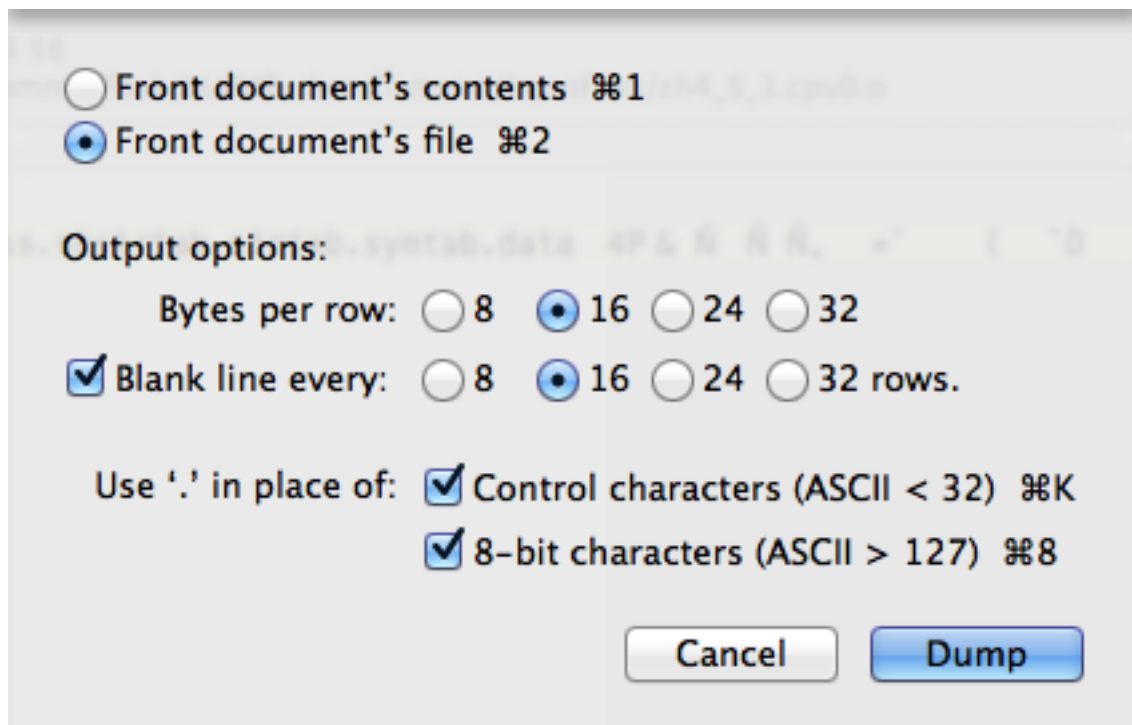 Front document's contents ⌘1
Front document's file ⌘2
Output options:
Bytes per row: 8 16 24 32
Blank line every: 8 16 24 32 rows.
Use ‘.’ in place of: Control characters (ASCII < 32) ⌘K
8-bit characters (ASCII > 127) ⌘8
Cancel Dump